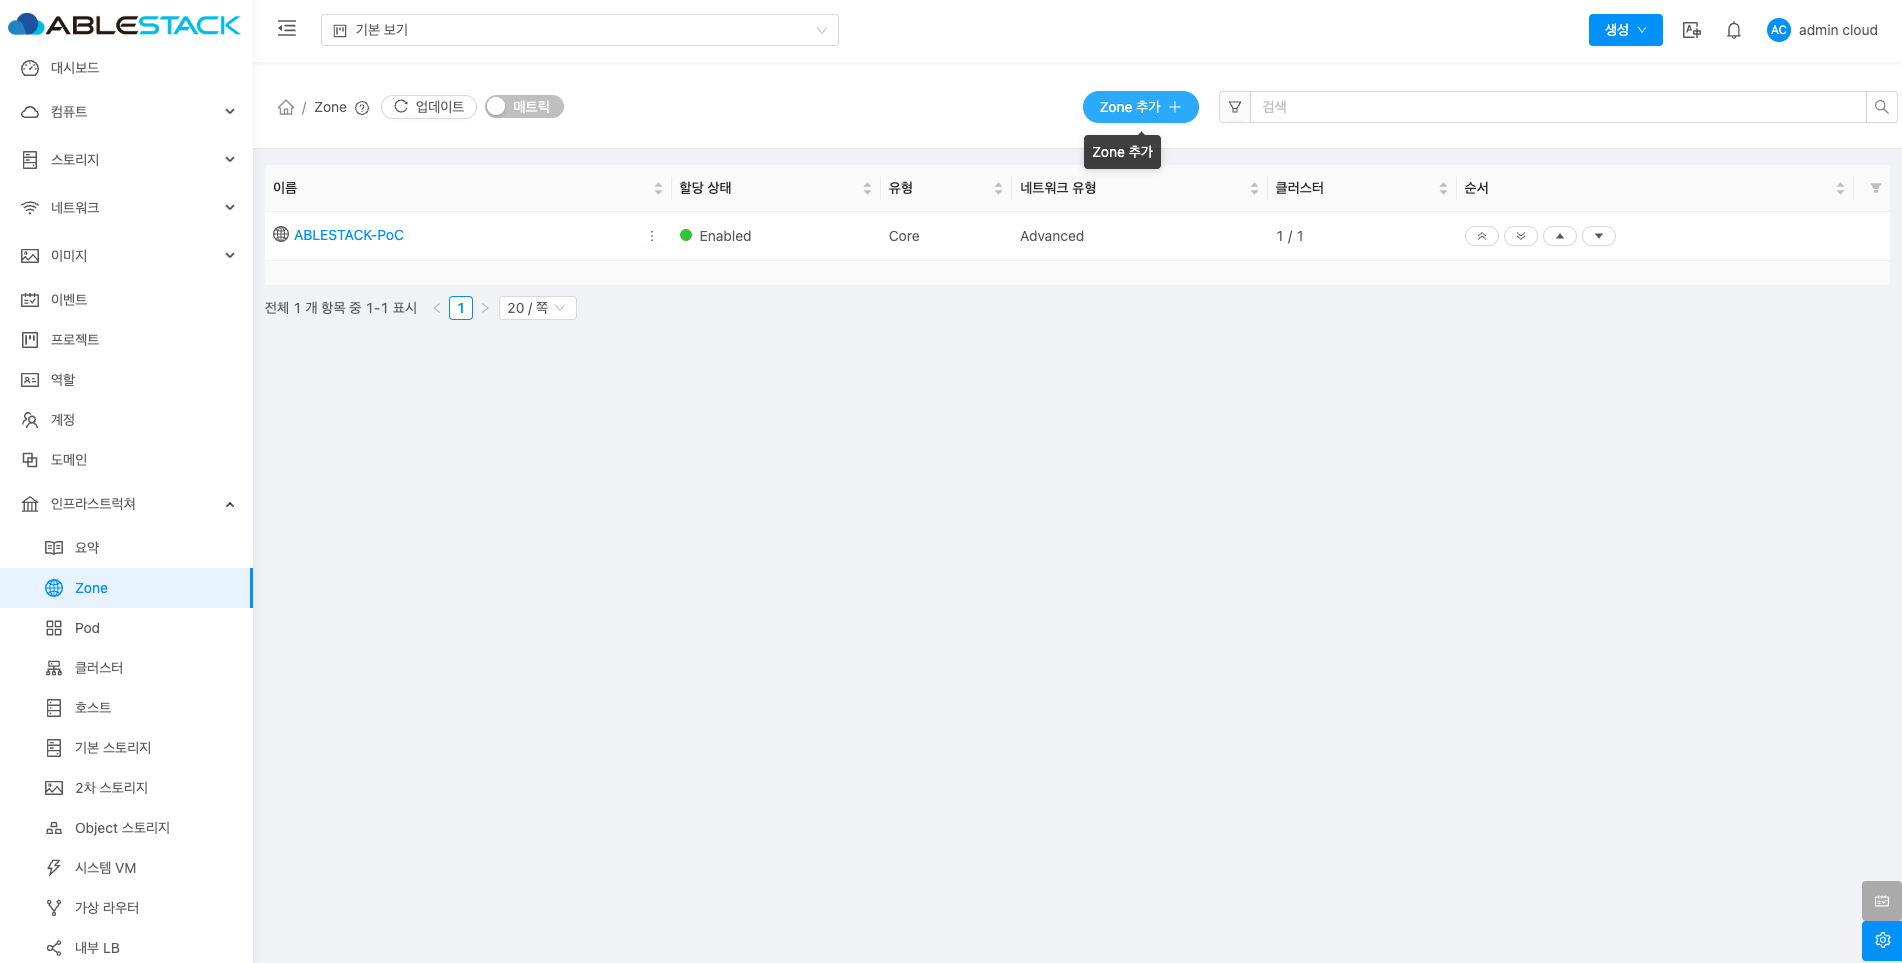 ABLESTACK
기본 보기
생성
AC
admin cloud
대시보드
컴퓨트
스토리지
네트워크
이미지
이벤트
프로젝트
역할
계정
도메인
인프라스트럭쳐
요약
Zone
Pod
클러스터
호스트
기본 스토리지
2차 스토리지
Object 스토리지
시스템 VM
가상 라우터
내부 LB
/ Zone
업데이트
메트릭
Zone 추가
검색
Zone 추가
이름 할당 상태 유형 네트워크 유형 클러스터 순서
ABLESTACK-PoC Enabled Core Advanced 1 / 1
전체 1 개 항목 중 1-1 표시 1 20 / 쪽